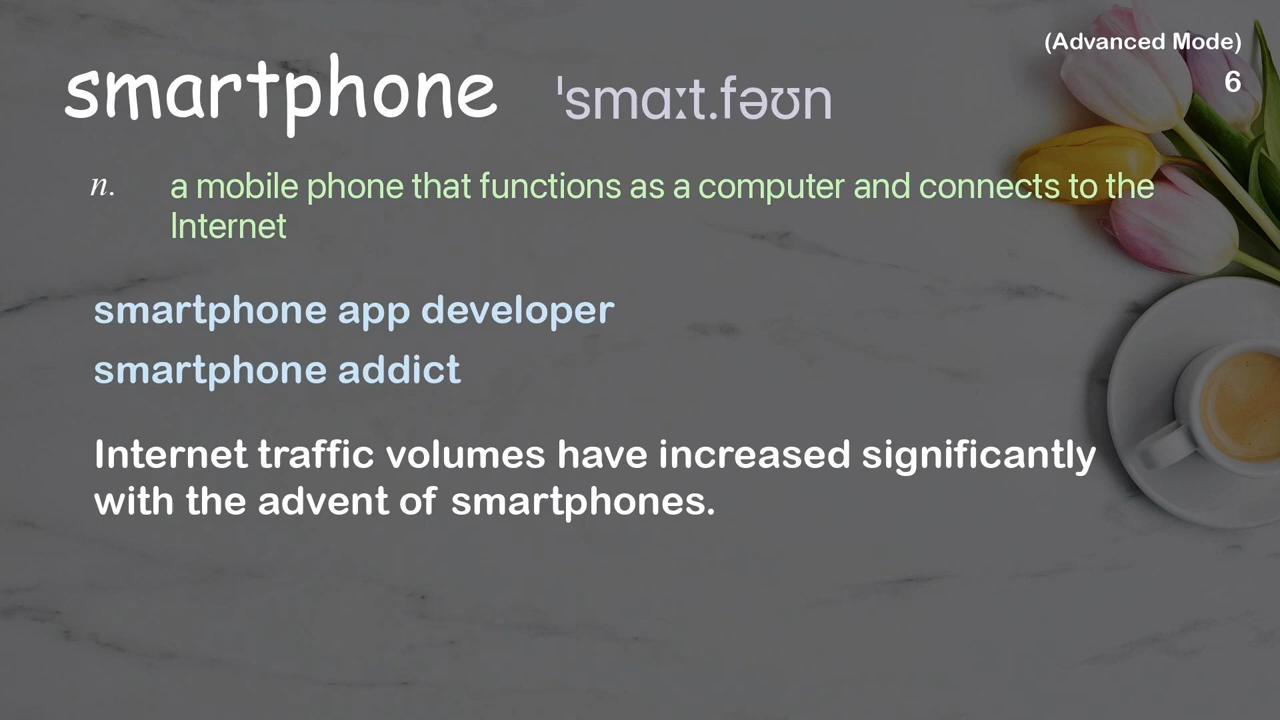 (Advanced Mode)
smartphone ˈsmɑːt.fəʊn
6
n. a mobile phone that functions as a computer and connects to the
Internet
smartphone app developer
smartphone addict
Internet traffic volumes have increased significantly
with the advent of smartphones.